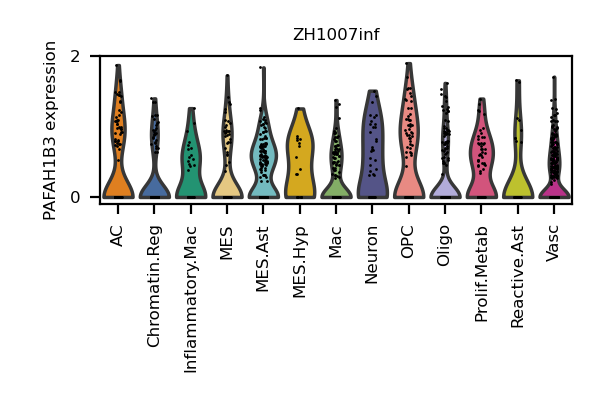 ZH1007inf
PAFAH1B3 expression
2
0
AC
Chromatin.Reg
Inflammatory.Mac
MES
MES.Ast
MES.Hyp
Mac
Neuron
OPC
Oligo
Prolif.Metab
Reactive.Ast
Vasc